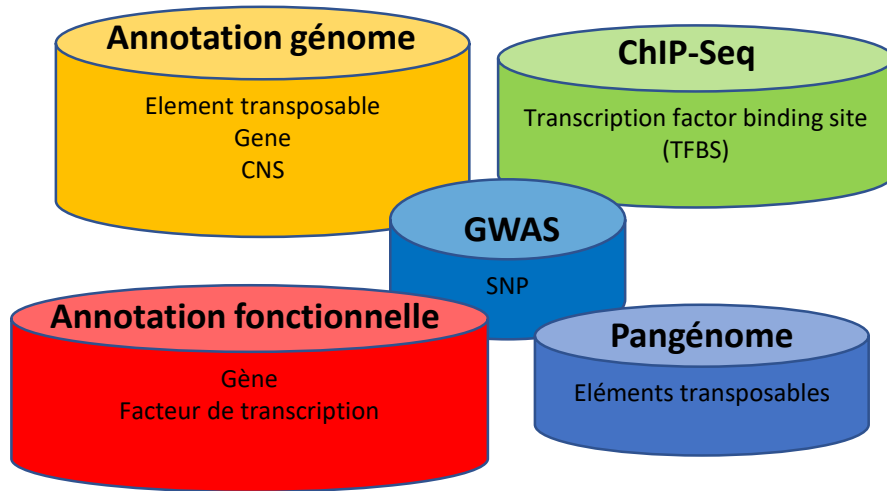 Annotation génome
Element transposable
Gene
CNS
ChIP-Seq
Transcription factor binding site
(TFBS)
GWAS
SNP
Annotation fonctionnelle
Gène
Facteur de transcription
Pangénome
Eléments transposables